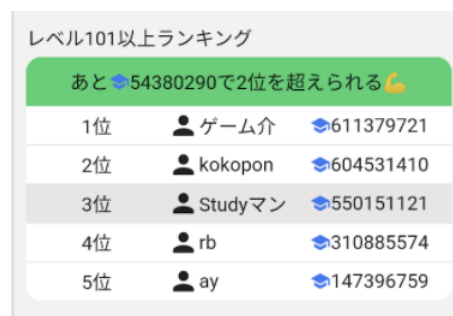 レベル101以上ランキング
あと🎓54380290で2位を超えられる💪
1位 ゲーム介 🎓611379721
2位 kokopon 🎓604531410
3位 Studyマン 🎓550151121
4位 rb 🎓310885574
5位 ay 🎓147396759